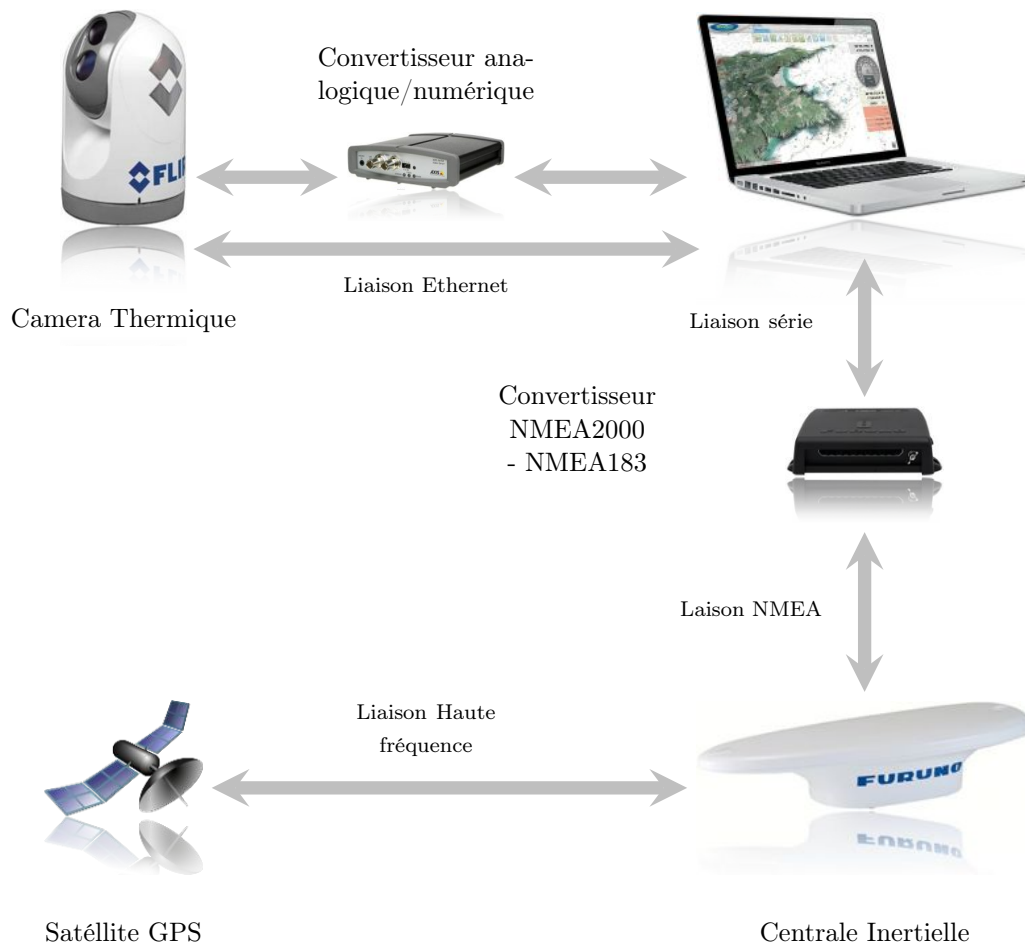 Convertisseur ana-
logique/numérique
FLIR
AXIS
Liaison Ethernet
Camera Thermique
Liaison série
Convertisseur
NMEA2000
- NMEA183
Laison NMEA
Liaison Haute
fréquence
FURUNO
Satéllite GPS
Centrale Inertielle